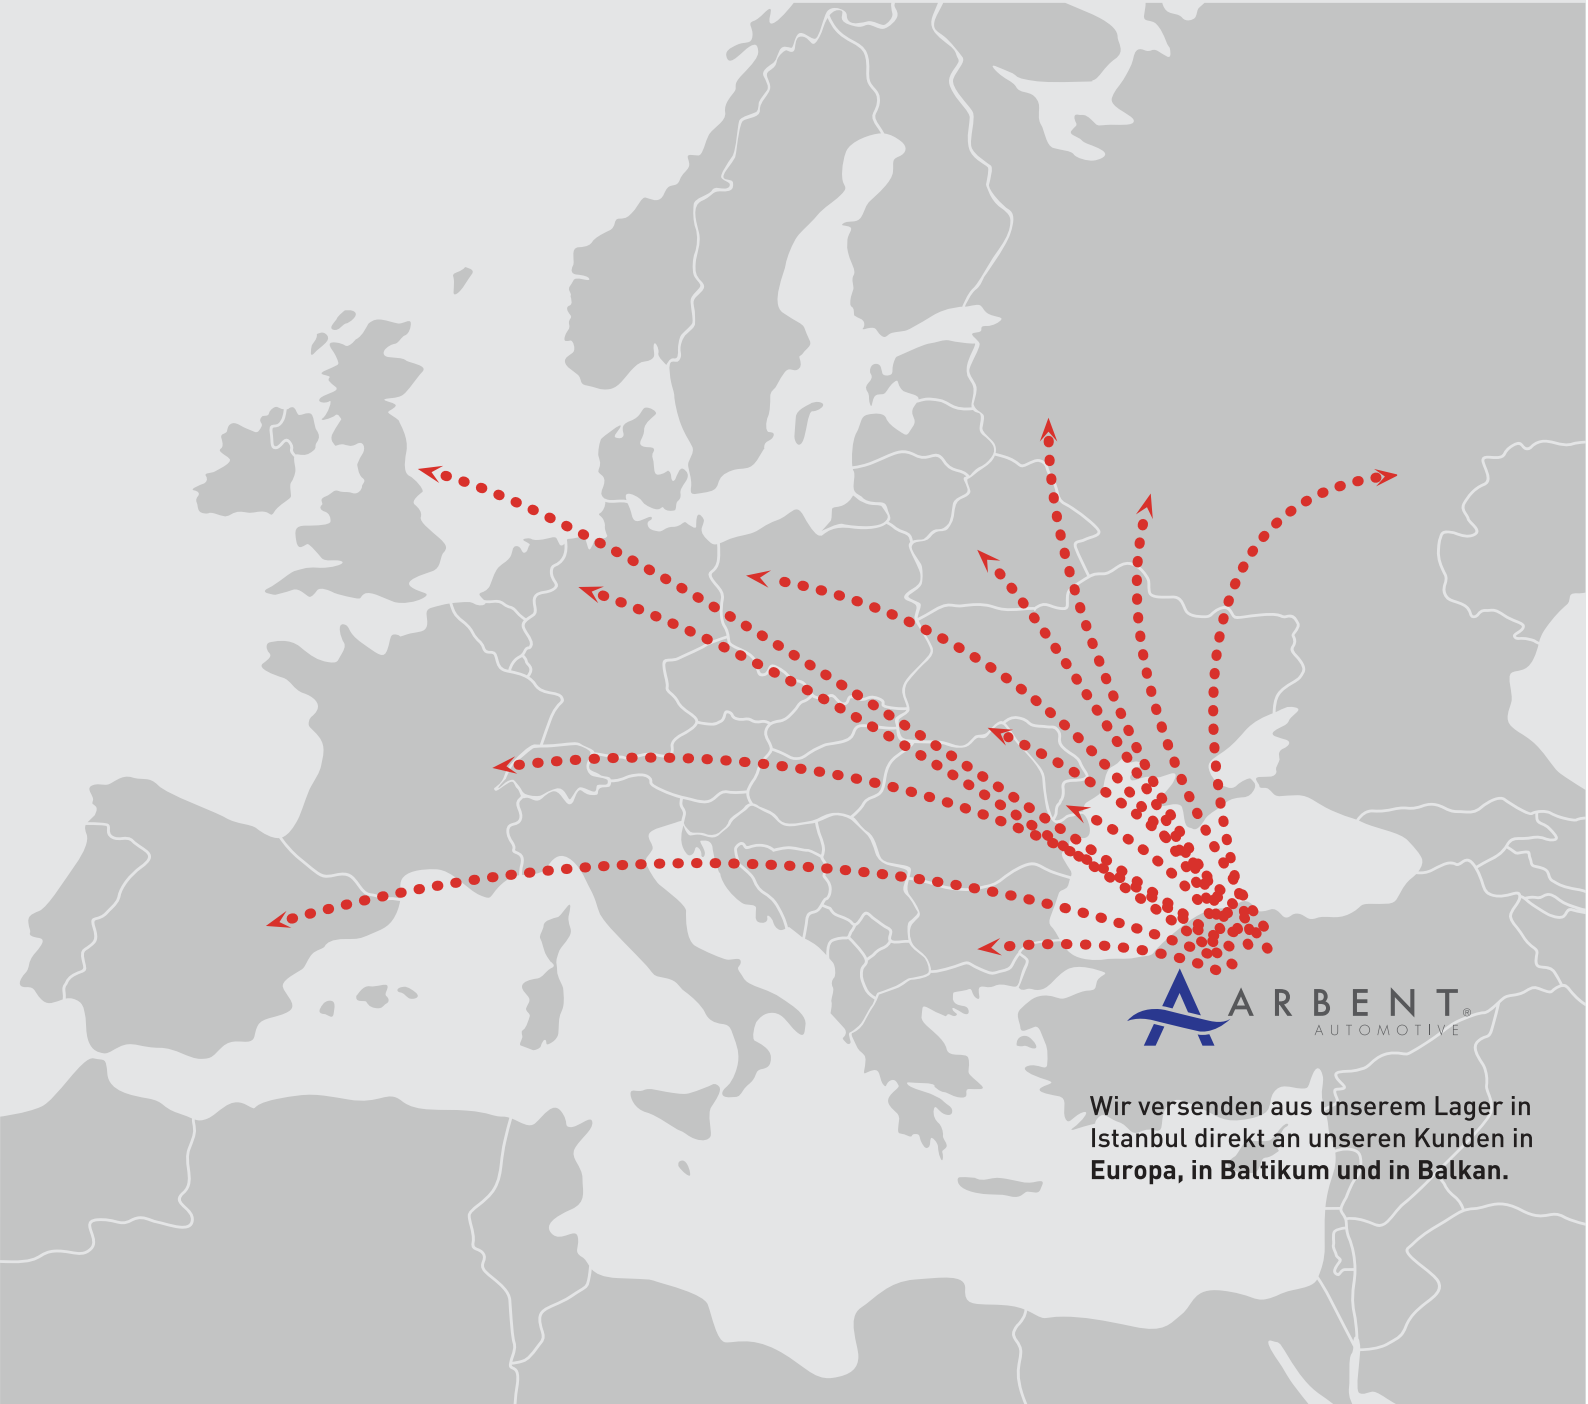 ARBENT®
AUTOMOTIVE
Wir versenden aus unserem Lager in
Istanbul direkt an unseren Kunden in
Europa, in Baltikum und in Balkan.